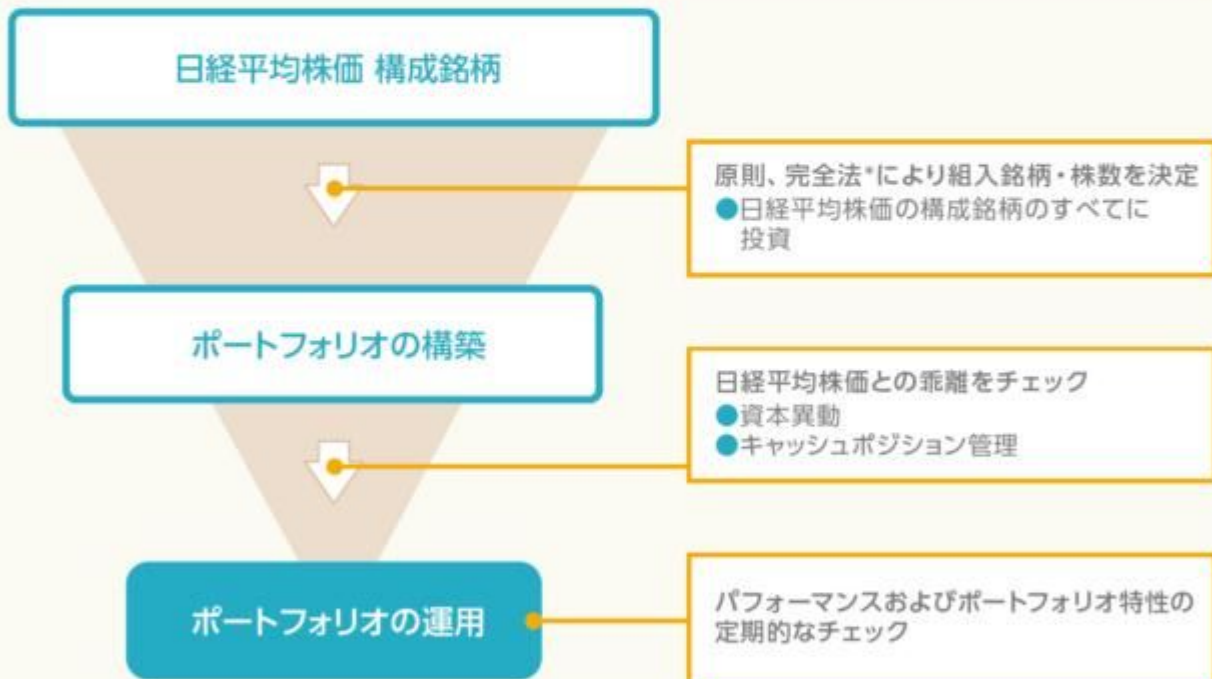 日経平均株価 構成銘柄
原則、完全法*により組入銘柄・株数を決定
●日経平均株価の構成銘柄のすべてに
投資
ポートフォリオの構築
日経平均株価との乖離をチェック
●資本異動
●キャッシュポジション管理
ポートフォリオの運用
パフォーマンスおよびポートフォリオ特性の
定期的なチェック